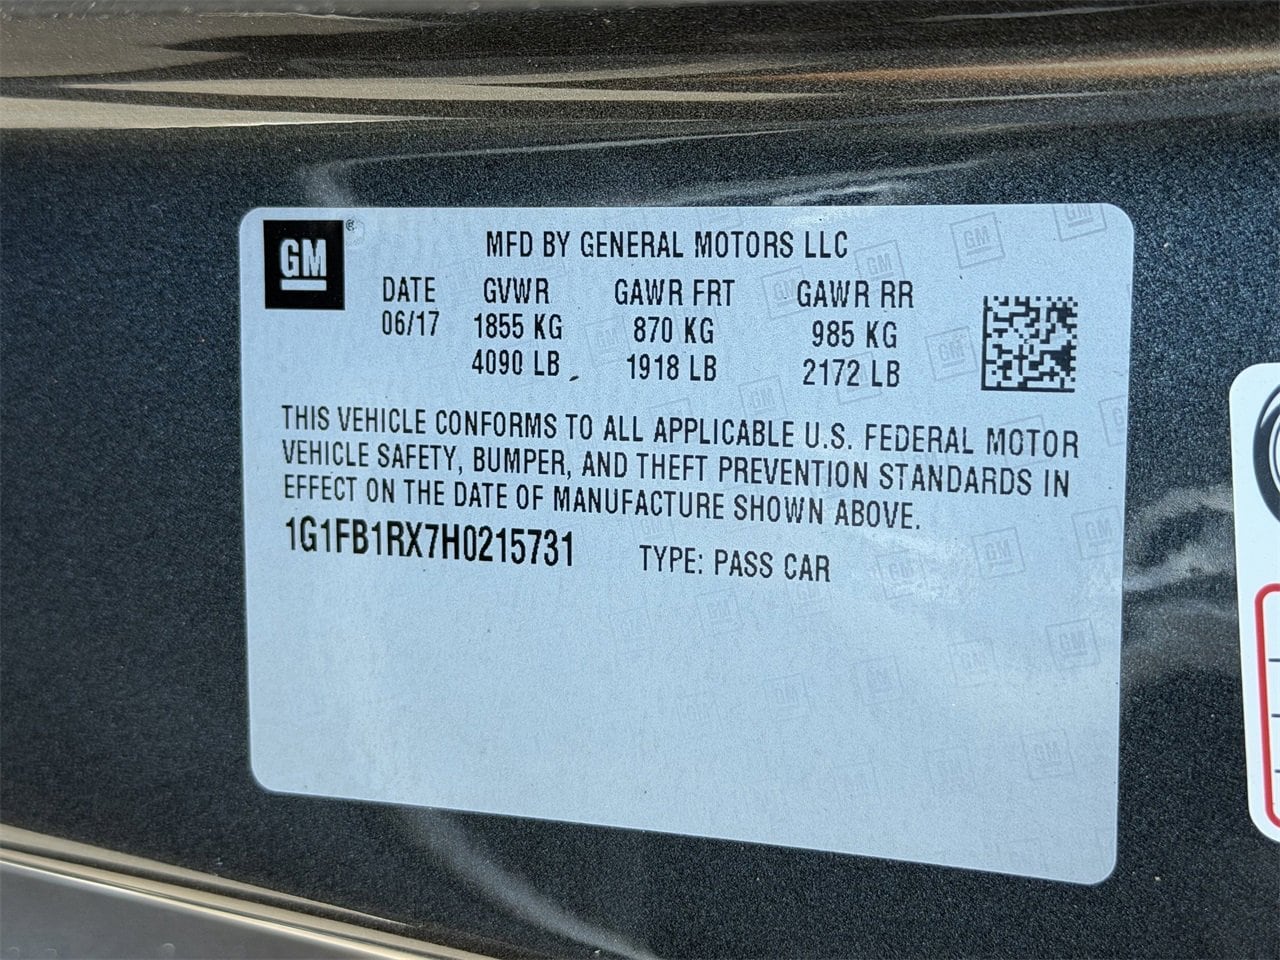 GM®
MFD BY GENERAL MOTORS LLC
DATE GVWR GAWR FRT GAWR RR
06/17 1855 KG 870 KG 985 KG
4090 LB 1918 LB 2172 LB
THIS VEHICLE CONFORMS TO ALL APPLICABLE U.S. FEDERAL MOTOR
VEHICLE SAFETY, BUMPER, AND THEFT PREVENTION STANDARDS IN
EFFECT ON THE DATE OF MANUFACTURE SHOWN ABOVE.
1G1FB1RX7H0215731 TYPE: PASS CAR